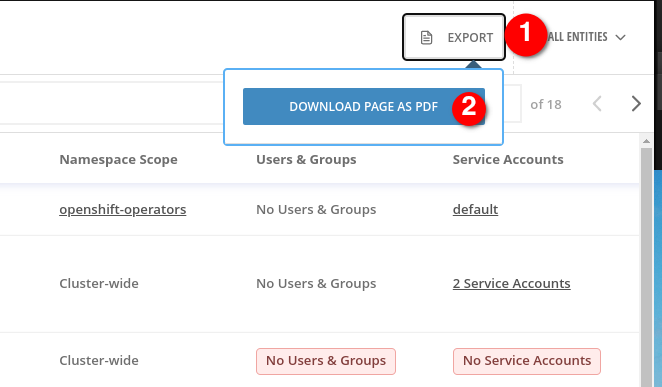 EXPORT
1
ALL ENTITIES
DOWNLOAD PAGE AS PDF
2
of 18
Namespace Scope
Users & Groups
Service Accounts
openshift-operators
No Users & Groups
default
Cluster-wide
No Users & Groups
2 Service Accounts
Cluster-wide
No Users & Groups
No Service Accounts